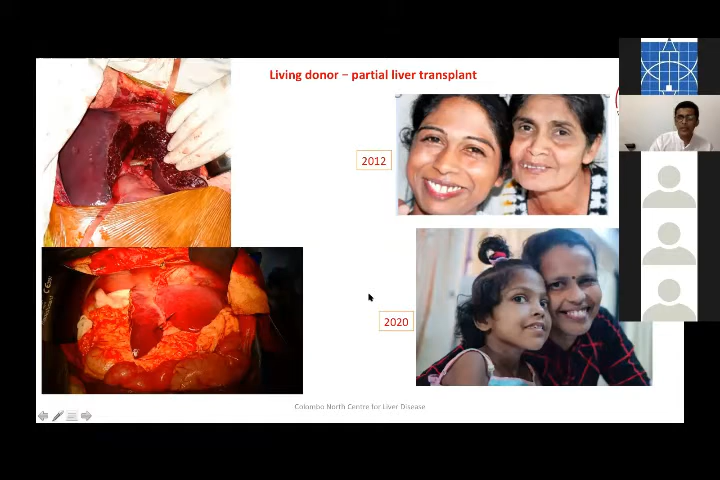 Living donor – partial liver transplant
2012
2020
Colombo North Centre for Liver Disease